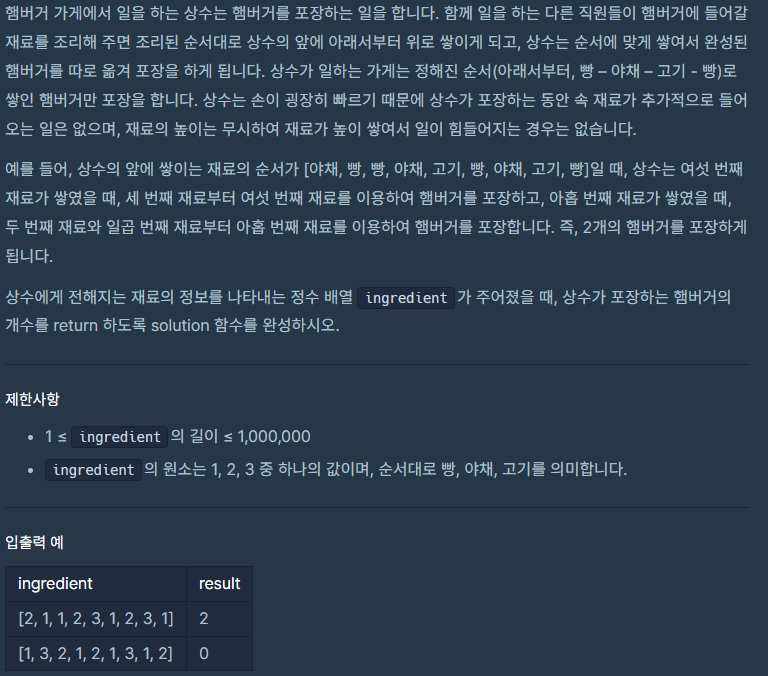 햄버거 가게에서 일을 하는 상수는 햄버거를 포장하는 일을 합니다. 함께 일을 하는 다른 직원들이 햄버거에 들어갈
재료를 조리해 주면 조리된 순서대로 상수의 앞에 아래서부터 위로 쌓이게 되고, 상수는 순서에 맞게 쌓여서 완성된
햄버거를 따로 옮겨 포장을 하게 됩니다. 상수가 일하는 가게는 정해진 순서(아래서부터, 빵 – 야채 – 고기 - 빵)로
쌓인 햄버거만 포장을 합니다. 상수는 손이 굉장히 빠르기 때문에 상수가 포장하는 동안 속 재료가 추가적으로 들어
오는 일은 없으며, 재료의 높이는 무시하여 재료가 높이 쌓여서 일이 힘들어지는 경우는 없습니다.
예를 들어, 상수의 앞에 쌓이는 재료의 순서가 [야채, 빵, 빵, 야채, 고기, 빵, 야채, 고기, 빵]일 때, 상수는 여섯 번째
재료가 쌓였을 때, 세 번째 재료부터 여섯 번째 재료를 이용하여 햄버거를 포장하고, 아홉 번째 재료가 쌓였을 때,
두 번째 재료와 일곱 번째 재료부터 아홉 번째 재료를 이용하여 햄버거를 포장합니다. 즉, 2개의 햄버거를 포장하게
됩니다.
상수에게 전해지는 재료의 정보를 나타내는 정수 배열 ingredient 가 주어졌을 때, 상수가 포장하는 햄버거의
개수를 return 하도록 solution 함수를 완성하시오.
제한사항
• 1 ≤ ingredient 의 길이 ≤ 1,000,000
• ingredient 의 원소는 1, 2, 3 중 하나의 값이며, 순서대로 빵, 야채, 고기를 의미합니다.
입출력 예
ingredient result
[2, 1, 1, 2, 3, 1, 2, 3, 1] 2
[1, 3, 2, 1, 2, 1, 3, 1, 2] 0